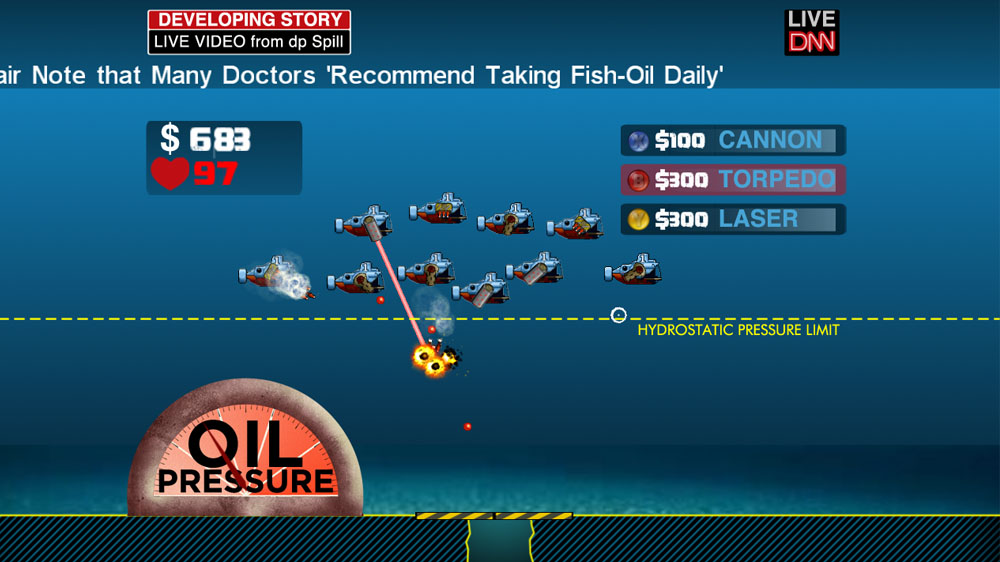 DEVELOPING STORY
LIVE VIDEO from dp Spill
LIVE
DNN
air Note that Many Doctors 'Recommend Taking Fish-Oil Daily'
$ 683
97
$100 CANNON
$300 TORPEDO
$300 LASER
HYDROSTATIC PRESSURE LIMIT
OIL
PRESSURE